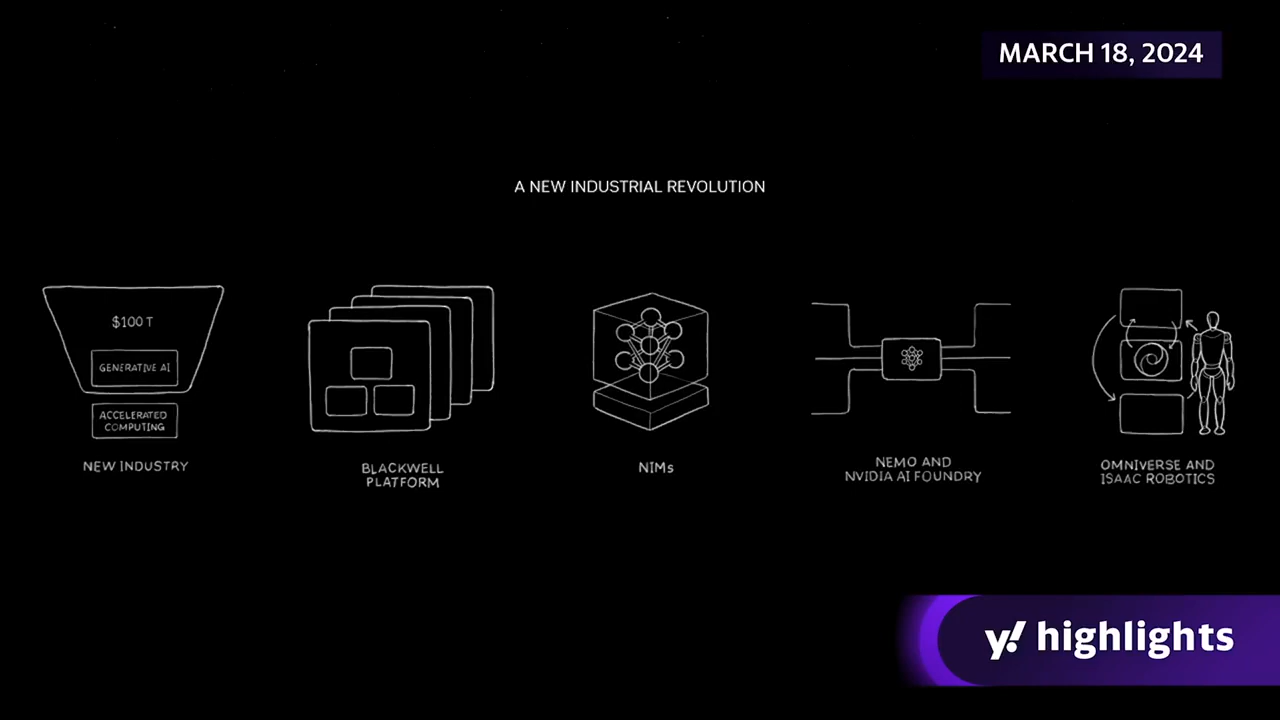 MARCH 18, 2024
A NEW INDUSTRIAL REVOLUTION
$100 T
GENERATIVE AI
ACCELERATED
COMPUTING
NEW INDUSTRY
BLACKWELL
PLATFORM
NIMs
NEMO AND
NVIDIA AI FOUNDRY
OMNIVERSE AND
ISAAC ROBOTICS
y! highlights